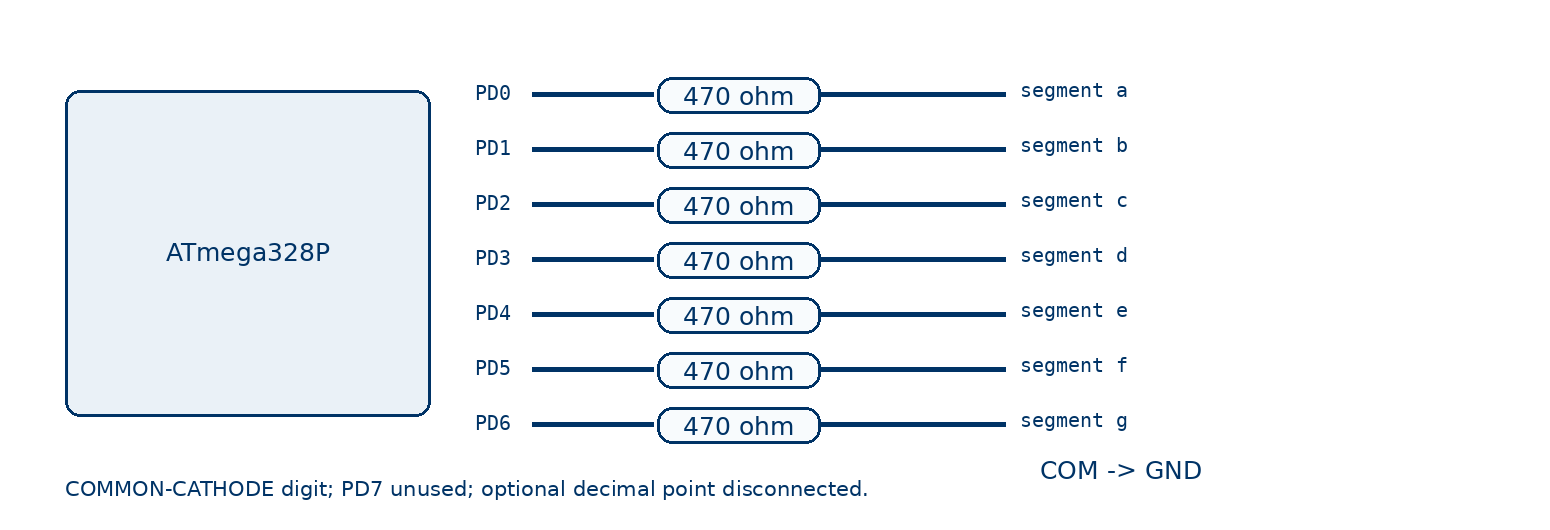 PD0 470 ohm segment a
PD1 470 ohm segment b
PD2 470 ohm segment c
ATmega328P PD3 470 ohm segment d
PD4 470 ohm segment e
PD5 470 ohm segment f
PD6 470 ohm segment g
COM -> GND
COMMON-CATHODE digit; PD7 unused; optional decimal point disconnected.